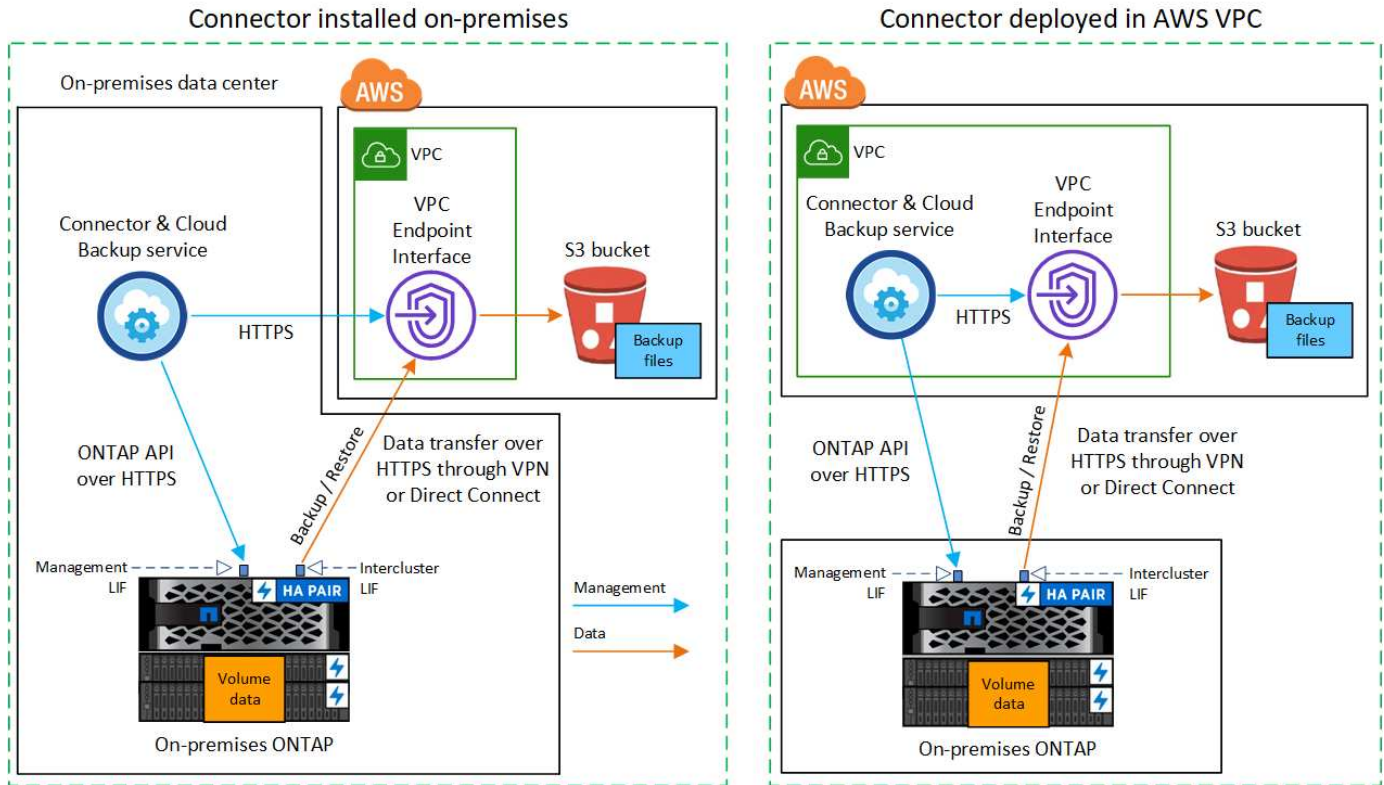 Connector installed on-premises
On-premises data center
AWS
VPC
VPC
Endpoint
Interface
Connector & Cloud
Backup service
S3 bucket
HTTPS
Backup
files
ONTAP API
over HTTPS
Backup / Restore
Data transfer over
HTTPS through VPN
or Direct Connect
Management
LIF
Intercluster
LIF
HA PAIR
Volume
data
On-premises ONTAP
Management
Data
Connector deployed in AWS VPC
AWS
VPC
VPC
Endpoint
Interface
Connector & Cloud
Backup service
S3 bucket
HTTPS
Backup
files
ONTAP API
over HTTPS
Backup / Restore
Data transfer over
HTTPS through VPN
or Direct Connect
Management
LIF
Intercluster
LIF
HA PAIR
Volume
data
On-premises ONTAP